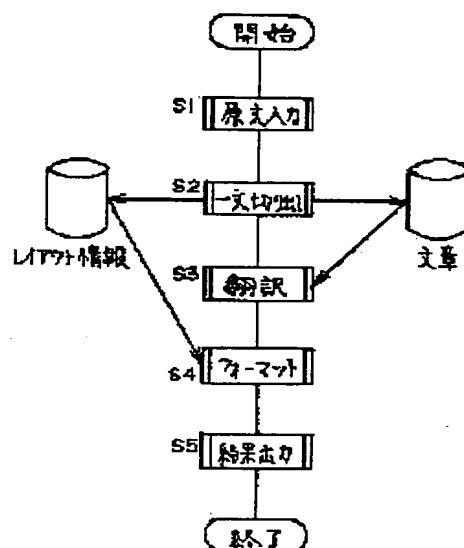 開始
S1
原文入力
S2
一文切り出し
レイアウト情報
文章
S3
翻訳
S4
フォーマット
S5
結果出力
終了